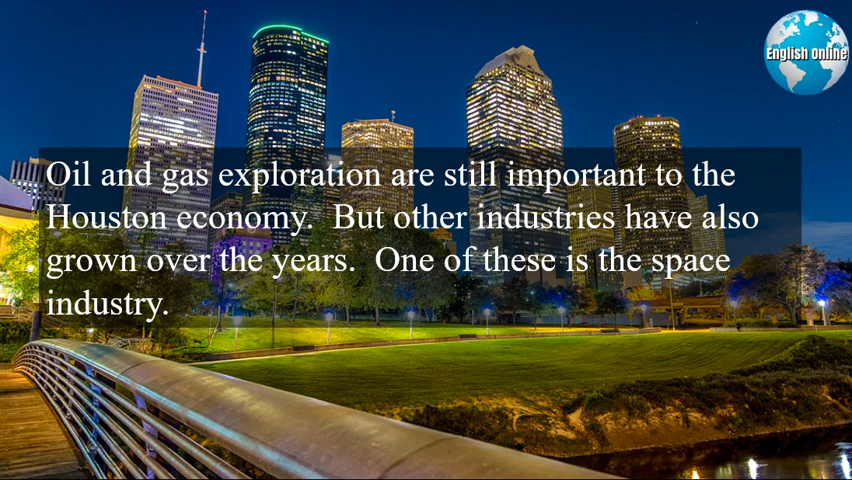 English Online
Oil and gas exploration are still important to the
Houston economy.  But other industries have also
grown over the years.  One of these is the space
industry.